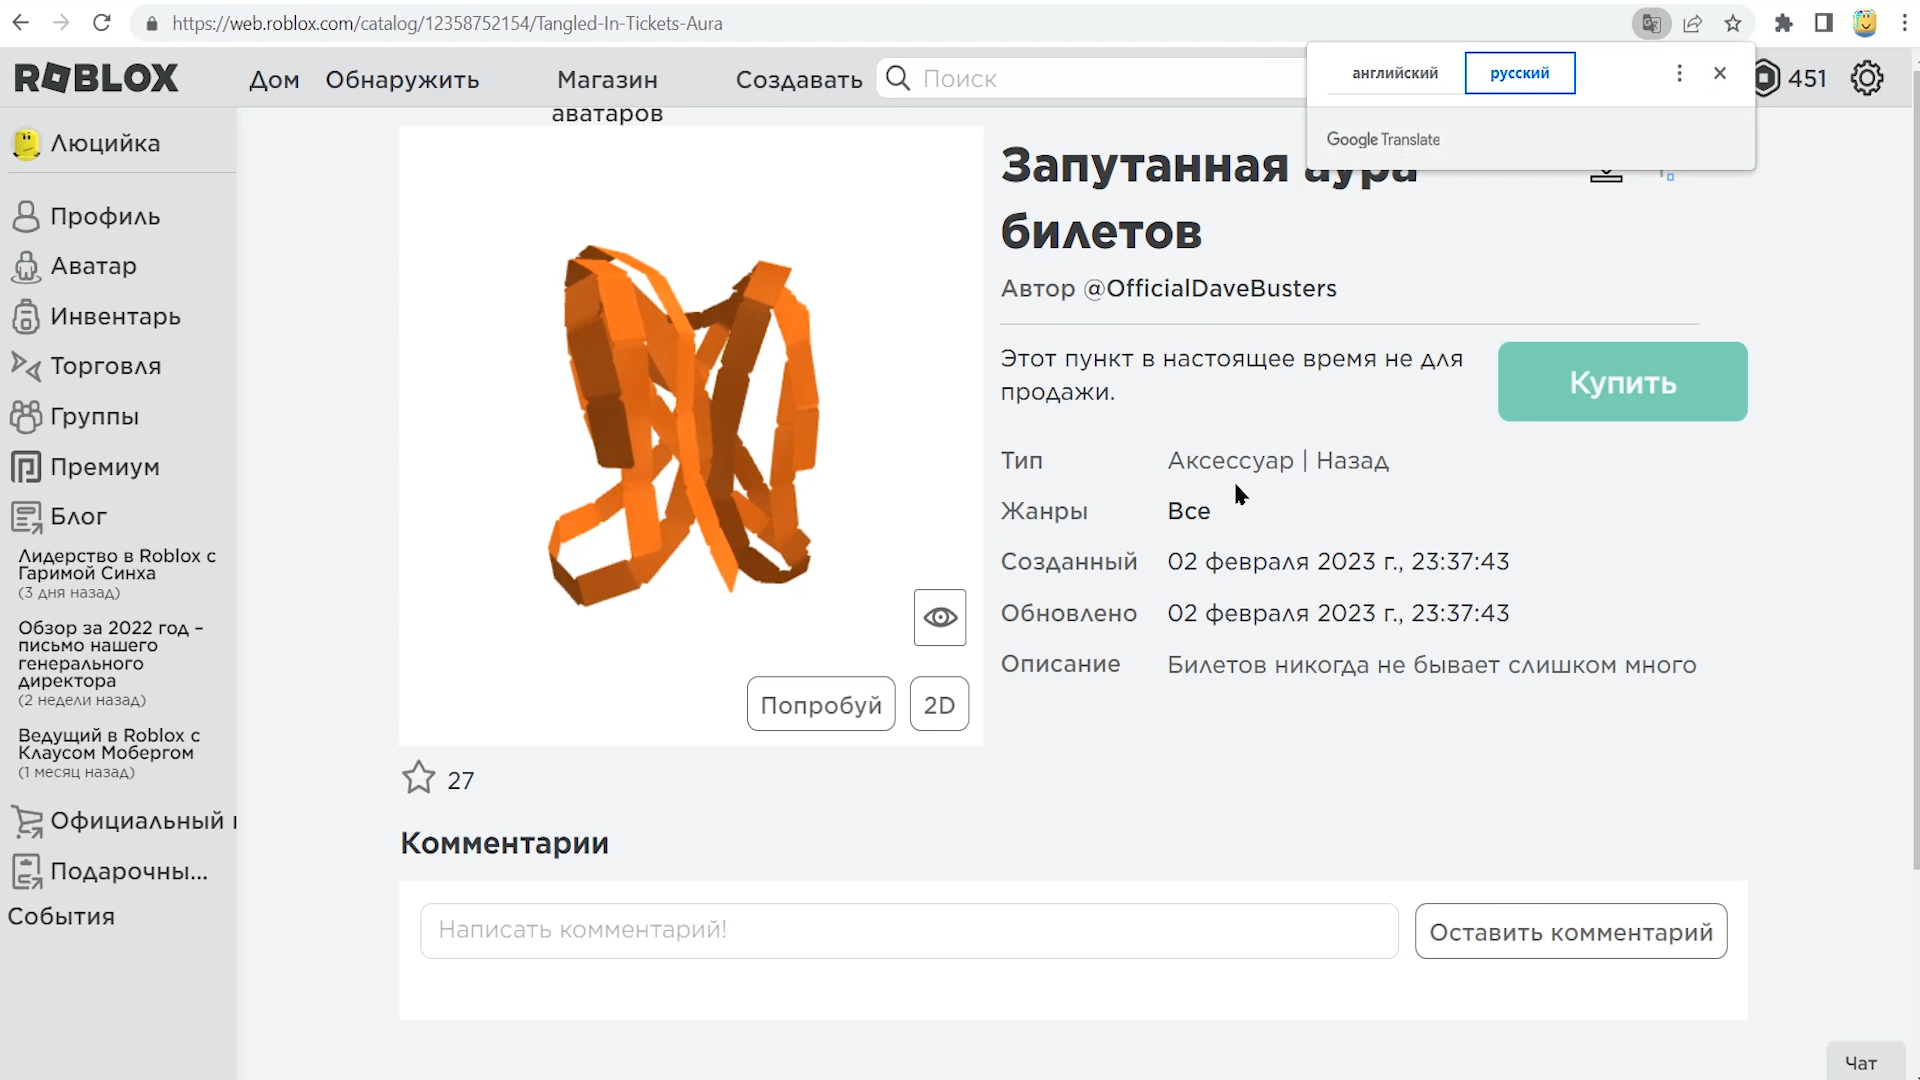 https://web.roblox.com/catalog/12358752154/Tangled-In-Tickets-Aura
английский
русский
Google Translate
ROBLOX
Дом
Обнаружить
Магазин
аватаров
Создавать
Поиск
451
Люцийка
Профиль
Аватар
Инвентарь
Торговля
Группы
Премиум
Блог
Лидерство в Roblox с
Гаримой Синха
(3 дня назад)
Обзор за 2022 год –
письмо нашего
генерального
директора
(2 недели назад)
Ведущий в Roblox с
Клаусом Мобергом
(1 месяц назад)
Официальный
Подарочны...
События
Запутанная аура
билетов
Автор @OfficialDaveBusters
Этот пункт в настоящее время не для
продажи.
Купить
Тип Аксессуар | Назад
Жанры Все
Созданный 02 февраля 2023 г., 23:37:43
Обновлено 02 февраля 2023 г., 23:37:43
Описание Билетов никогда не бывает слишком много
Попробуй
2D
27
Комментарии
Написать комментарий!
Оставить комментарий
Чат